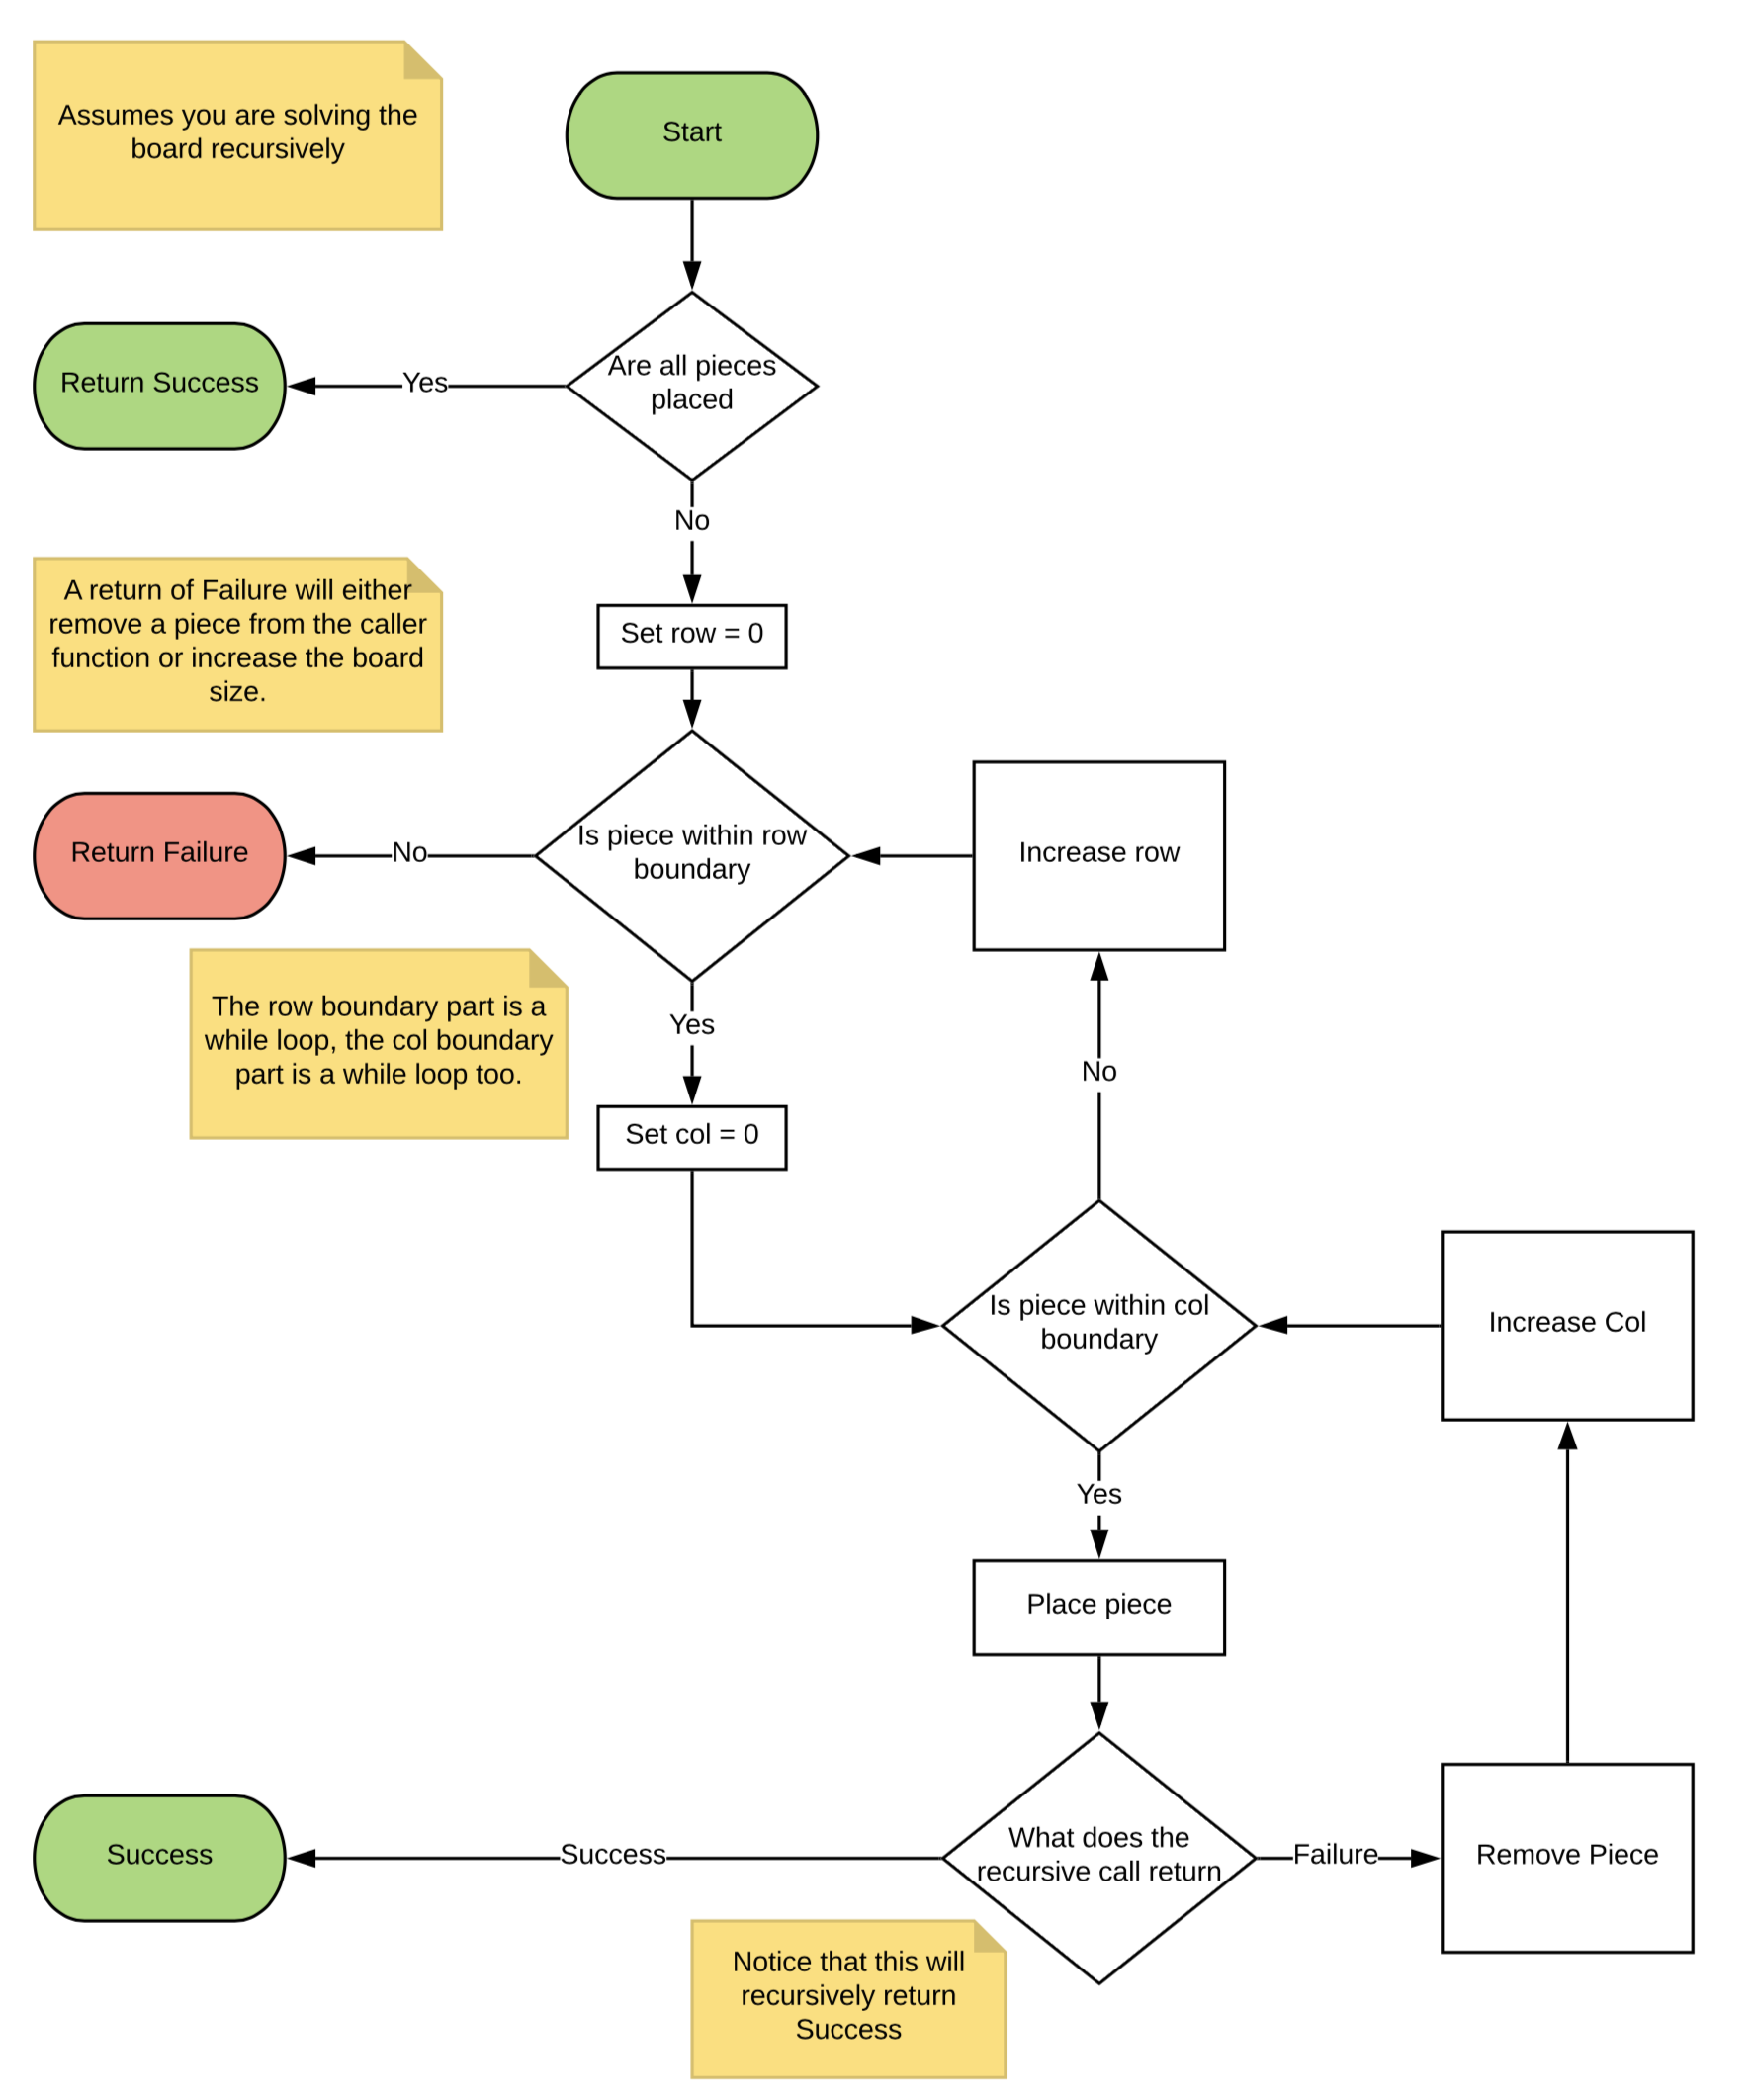 Assumes you are solving the
board recursively
Start
Are all pieces
placed
Yes
Return Success
No
A return of Failure will either
remove a piece from the caller
function or increase the board
size.
Set row = 0
Is piece within row
boundary
No
Return Failure
Increase row
The row boundary part is a
while loop, the col boundary
part is a while loop too.
Yes
No
Set col = 0
Is piece within col
boundary
Increase Col
Yes
Place piece
What does the
recursive call return
Success
Success
Failure
Remove Piece
Notice that this will
recursively return
Success